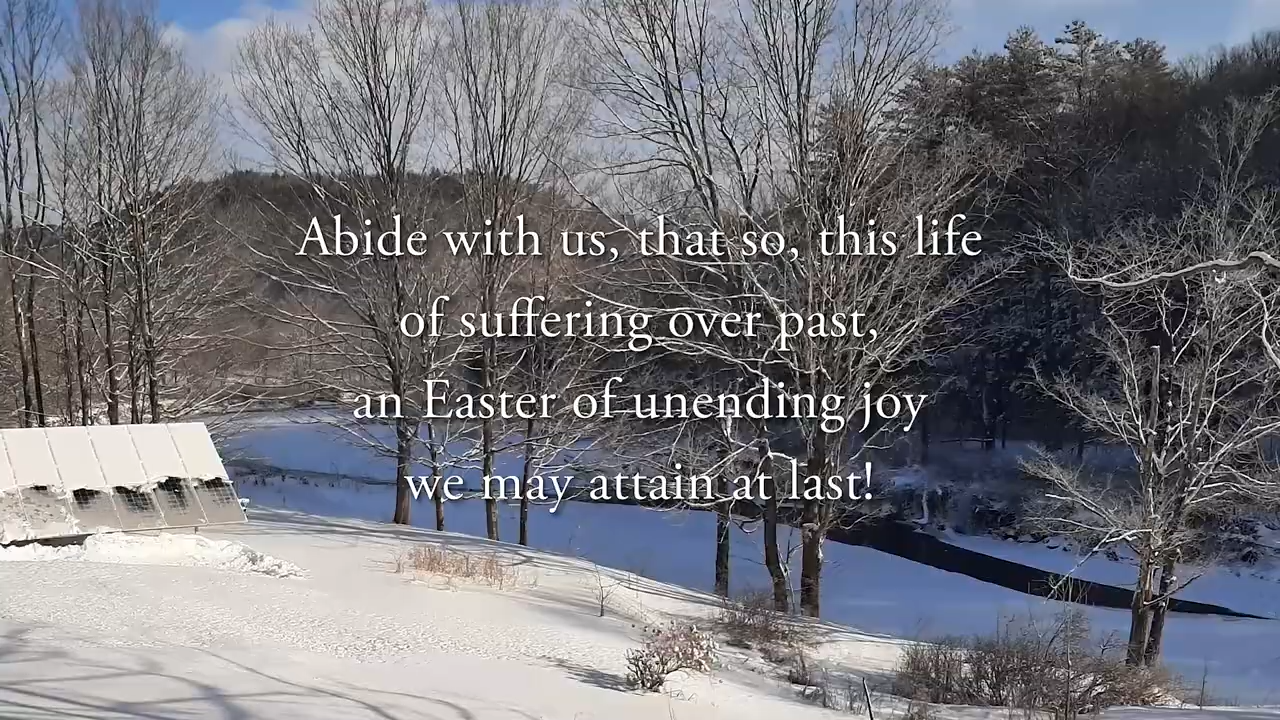 Abide with us, that so, this life
of suffering over past,
an Easter of unending joy
we may attain at last!